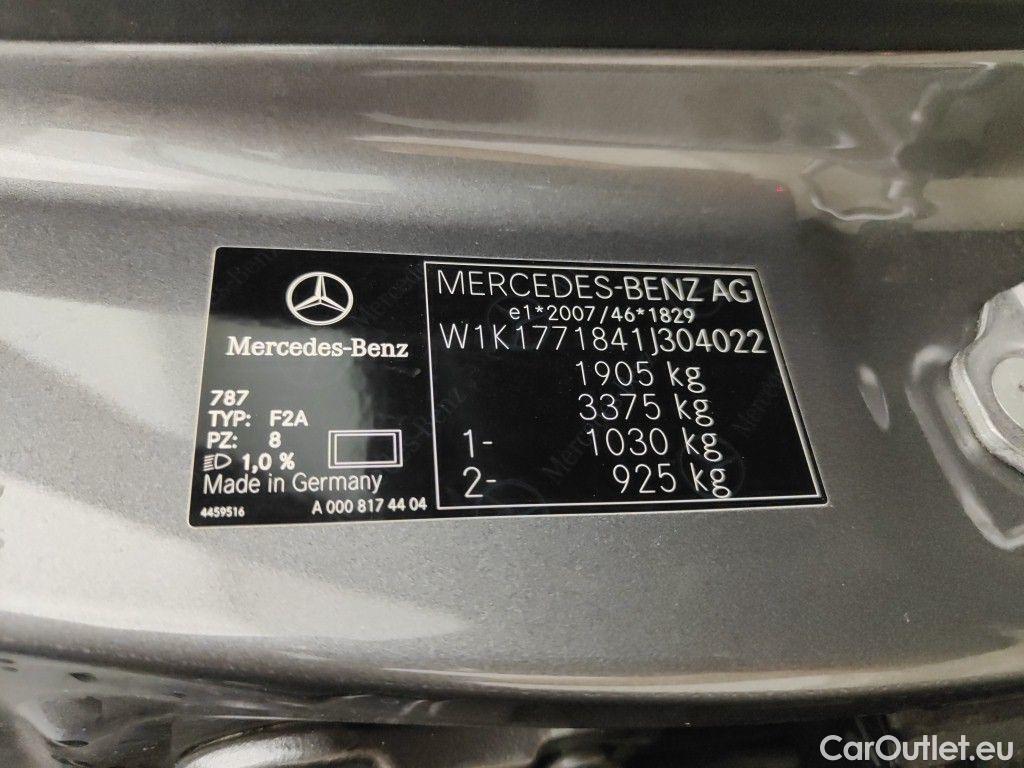 Mercedes-Benz
787
TYP: F2A
PZ: 8
1,0 %
Made in Germany
4459516
A 000 817 44 04
MERCEDES-BENZ AG
e1*2007/46*1829
W1K1771841J304022
1905 kg
3375 kg
1- 1030 kg
2- 925 kg
CarOutlet.eu